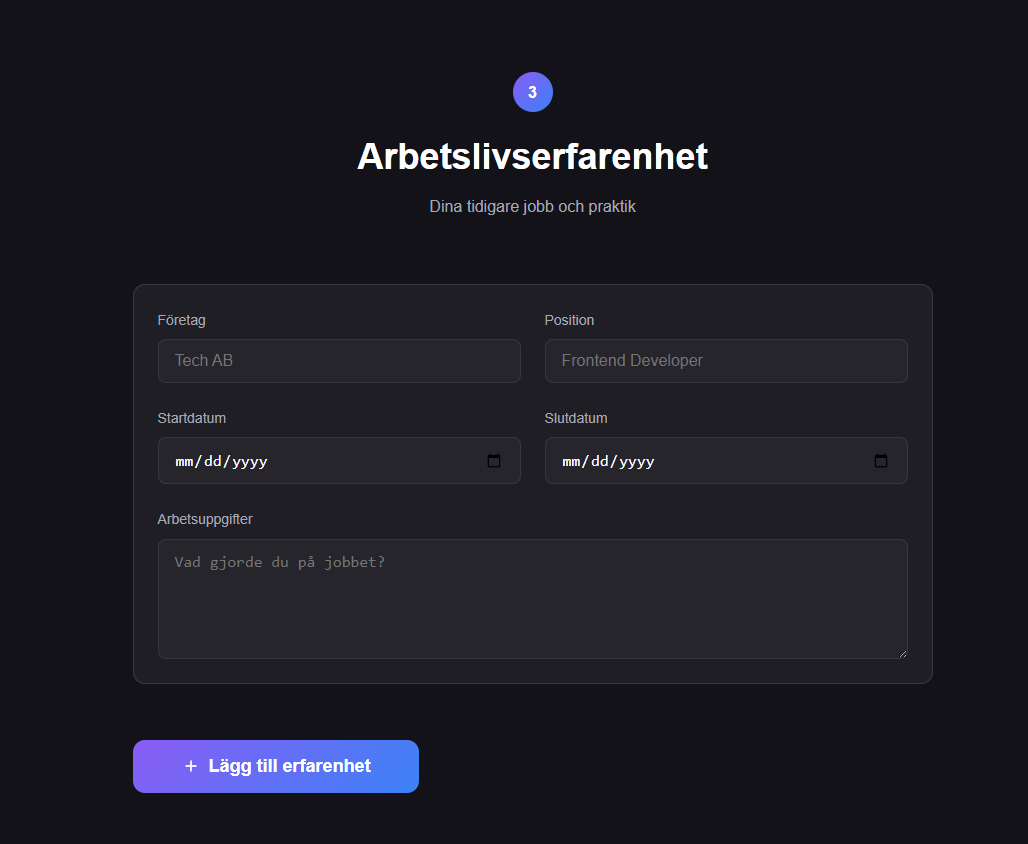 3
Arbetslivserfarenhet
Dina tidigare jobb och praktik
Företag
Position
Tech AB
Frontend Developer
Startdatum
Slutdatum
mm/dd/yyyy
mm/dd/yyyy
Arbetsuppgifter
Vad gjorde du på jobbet?
+ Lägg till erfarenhet